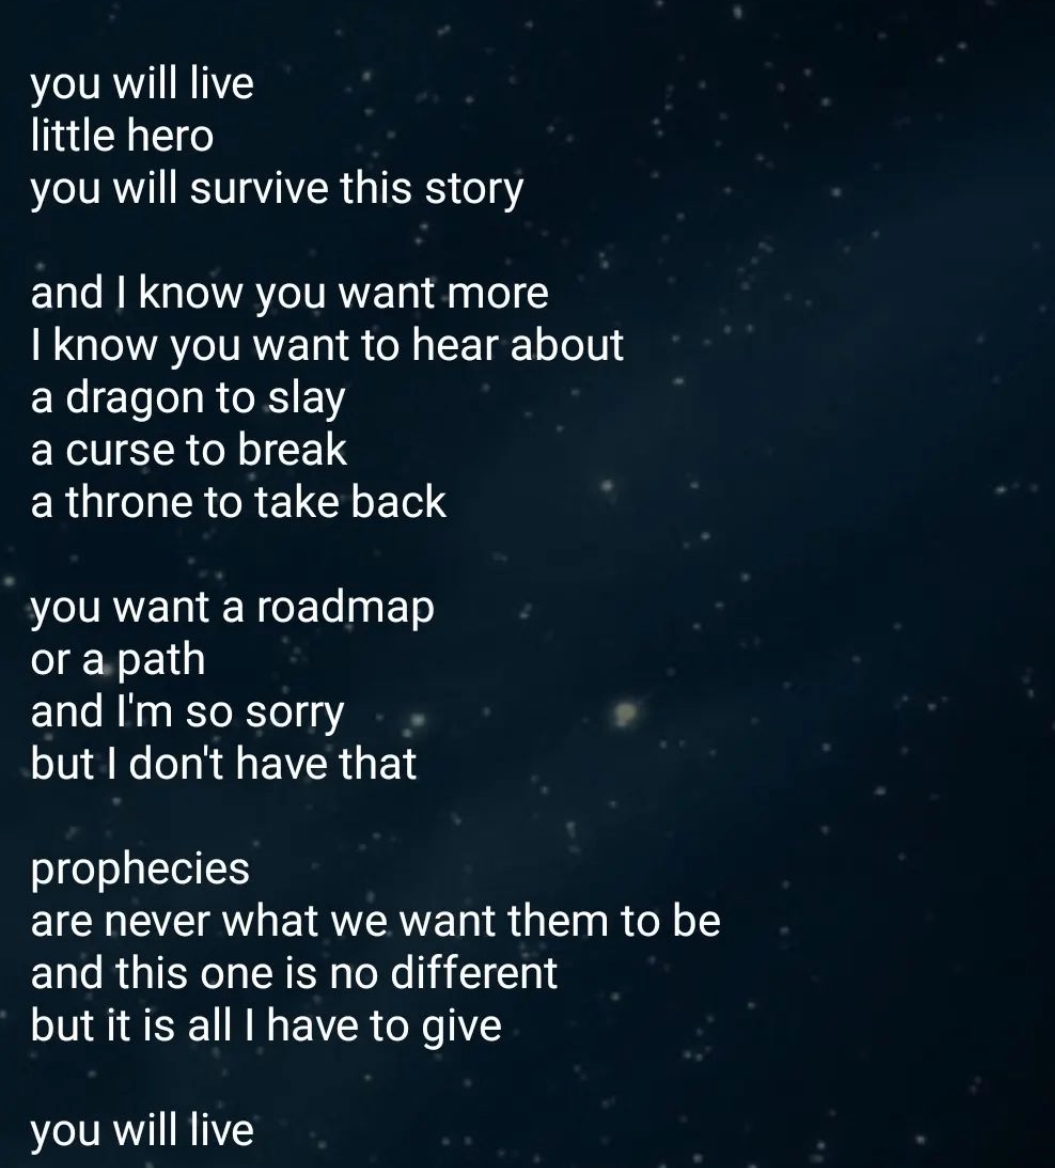 you will live
little hero
you will survive this story
and I know you want more
I know you want to hear about
a dragon to slay
a curse to break
a throne to take back
you want a roadmap
or a path
and I'm so sorry
but I don't have that
prophecies
are never what we want them to be
and this one is no different
but it is all I have to give
you will live